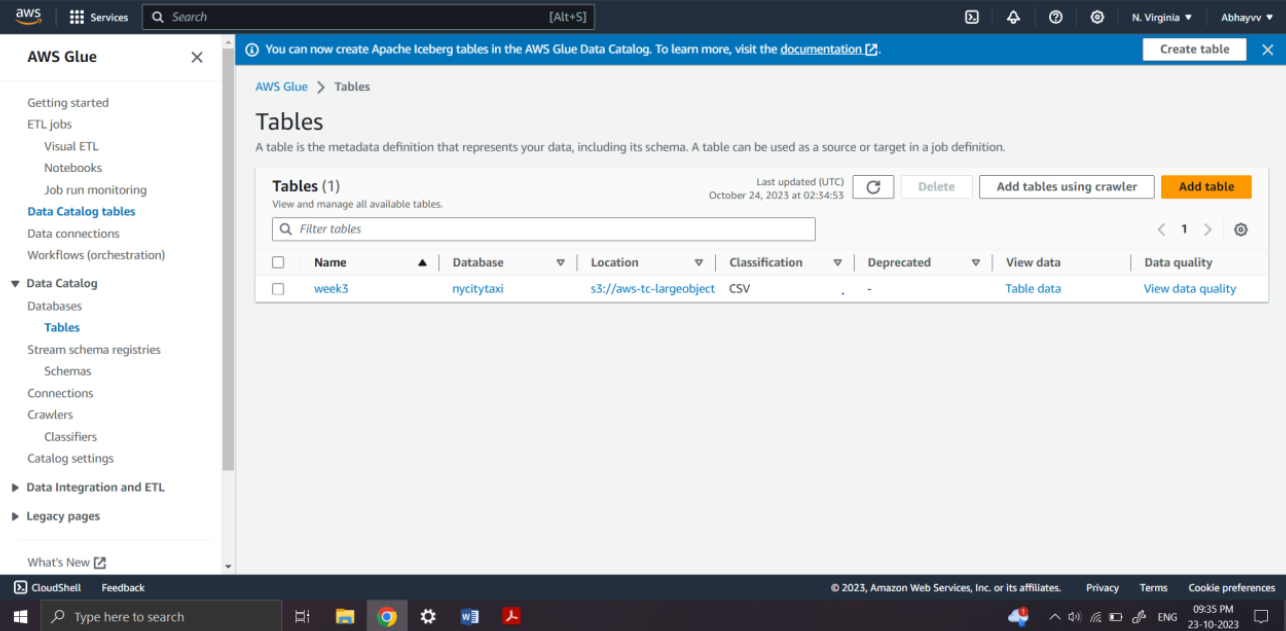 aws Services Search [Alt+S] N. Virginia Abhayvv
AWS Glue
You can now create Apache Iceberg tables in the AWS Glue Data Catalog. To learn more, visit the documentation. Create table
Getting started
ETL jobs
Visual ETL
Notebooks
Job run monitoring
Data Catalog tables
Data connections
Workflows (orchestration)
Data Catalog
Databases
Tables
Stream schema registries
Schemas
Connections
Crawlers
Classifiers
Catalog settings
Data Integration and ETL
Legacy pages
What's New
AWS Glue > Tables
Tables
A table is the metadata definition that represents your data, including its schema. A table can be used as a source or target in a job definition.
Tables (1)
View and manage all available tables.
Last updated (UTC)
October 24, 2023 at 02:34:53
Delete Add tables using crawler Add table
Filter tables
1
Name Database Location Classification Deprecated View data Data quality
week3 nycitytaxi s3://aws-tc-largeobject CSV - Table data View data quality
CloudShell Feedback © 2023, Amazon Web Services, Inc. or its affiliates. Privacy Terms Cookie preferences
Type here to search
1
ENG
09:35 PM
23-10-2023